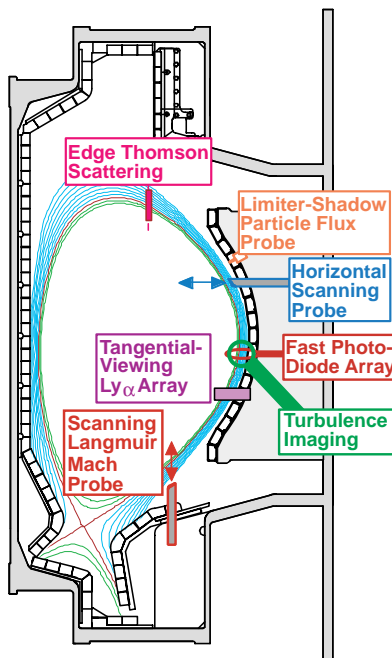 Edge Thomson
Scattering
Limiter-Shadow
Particle Flux
Probe
Horizontal
Scanning
Probe
Tangential-
Viewing
Lyα Array
Fast Photo-
Diode Array
Scanning
Langmuir
Mach
Probe
Turbulence
Imaging